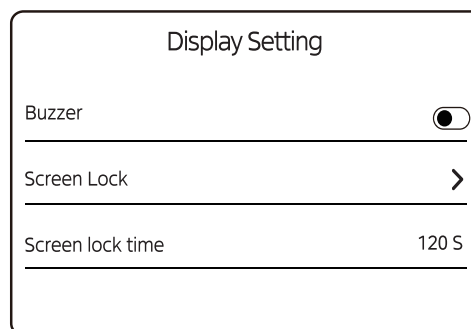 Display Setting
Buzzer
Screen Lock
Screen lock time 120 S